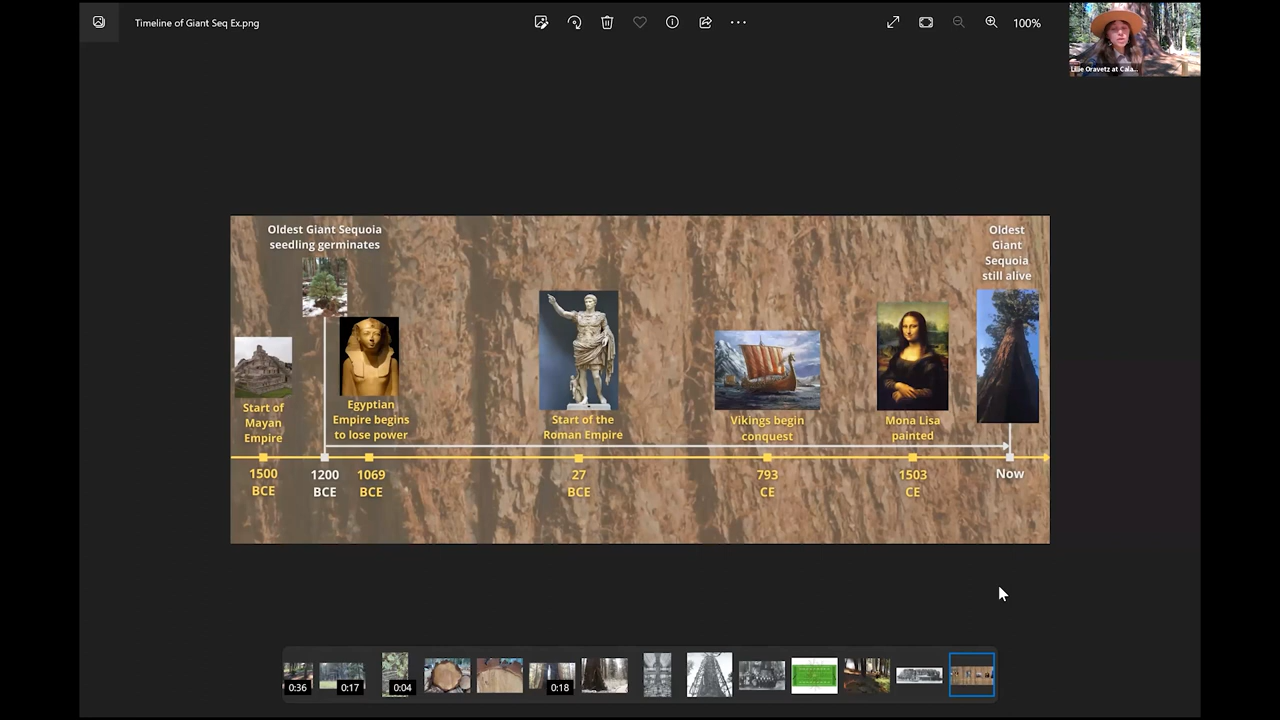 Timeline of Giant Seq Ex.png
100%
Lilie Oravetz at Cala...
Oldest Giant Sequoia
seedling germinates
Oldest
Giant
Sequoia
still alive
Start of
Mayan
Empire
Egyptian
Empire begins
to lose power
Start of the
Roman Empire
Vikings begin
conquest
Mona Lisa
painted
1500
BCE
1200
BCE
1069
BCE
27
BCE
793
CE
1503
CE
Now
0:36
0:17
0:04
0:18